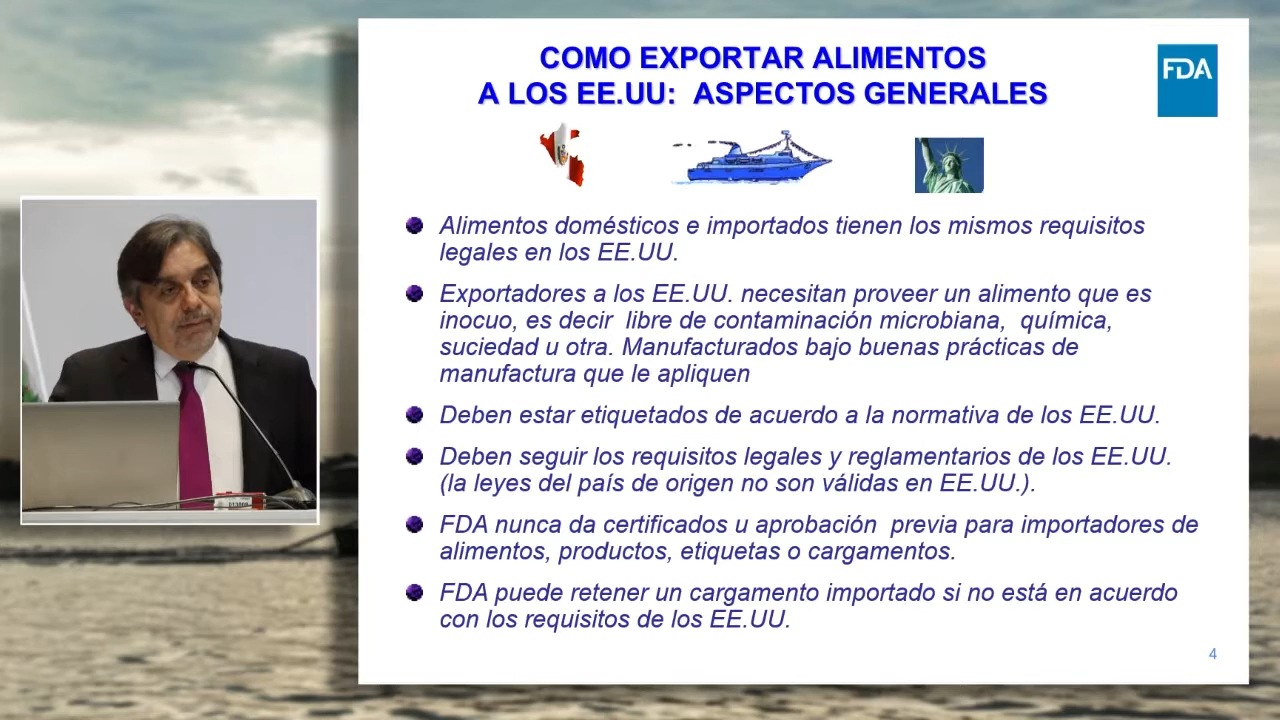 COMO EXPORTAR ALIMENTOS
A LOS EE.UU: ASPECTOS GENERALES
FDA
Alimentos domésticos e importados tienen los mismos requisitos
legales en los EE.UU.
Exportadores a los EE.UU. necesitan proveer un alimento que es
inocuo, es decir libre de contaminación microbiana, química,
suciedad u otra. Manufacturados bajo buenas prácticas de
manufactura que le apliquen
Deben estar etiquetados de acuerdo a la normativa de los EE.UU.
Deben seguir los requisitos legales y reglamentarios de los EE.UU.
(la leyes del país de origen no son válidas en EE.UU.).
FDA nunca da certificados u aprobación previa para importadores de
alimentos, productos, etiquetas o cargamentos.
FDA puede retener un cargamento importado si no está en acuerdo
con los requisitos de los EE.UU.
4